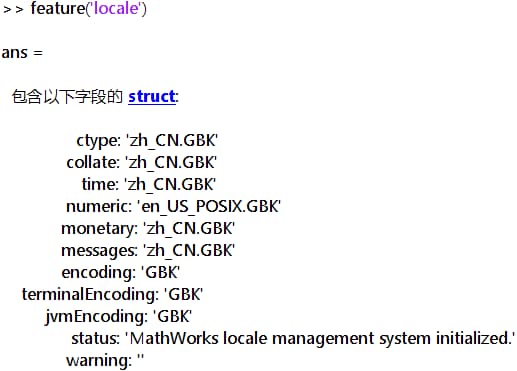 >> feature('locale')
ans =
包含以下字段的 struct:
ctype: 'zh_CN.GBK'
collate: 'zh_CN.GBK'
time: 'zh_CN.GBK'
numeric: 'en_US_POSIX.GBK'
monetary: 'zh_CN.GBK'
messages: 'zh_CN.GBK'
encoding: 'GBK'
terminalEncoding: 'GBK'
jvmEncoding: 'GBK'
status: 'MathWorks locale management system initialized.'
warning: ''